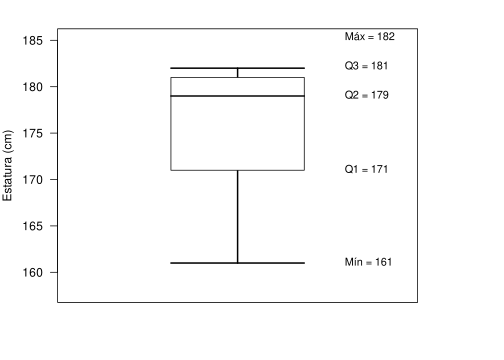 Estatura (cm)
185
180
175
170
165
160
Máx = 182
Q3 = 181
Q2 = 179
Q1 = 171
Mín = 161